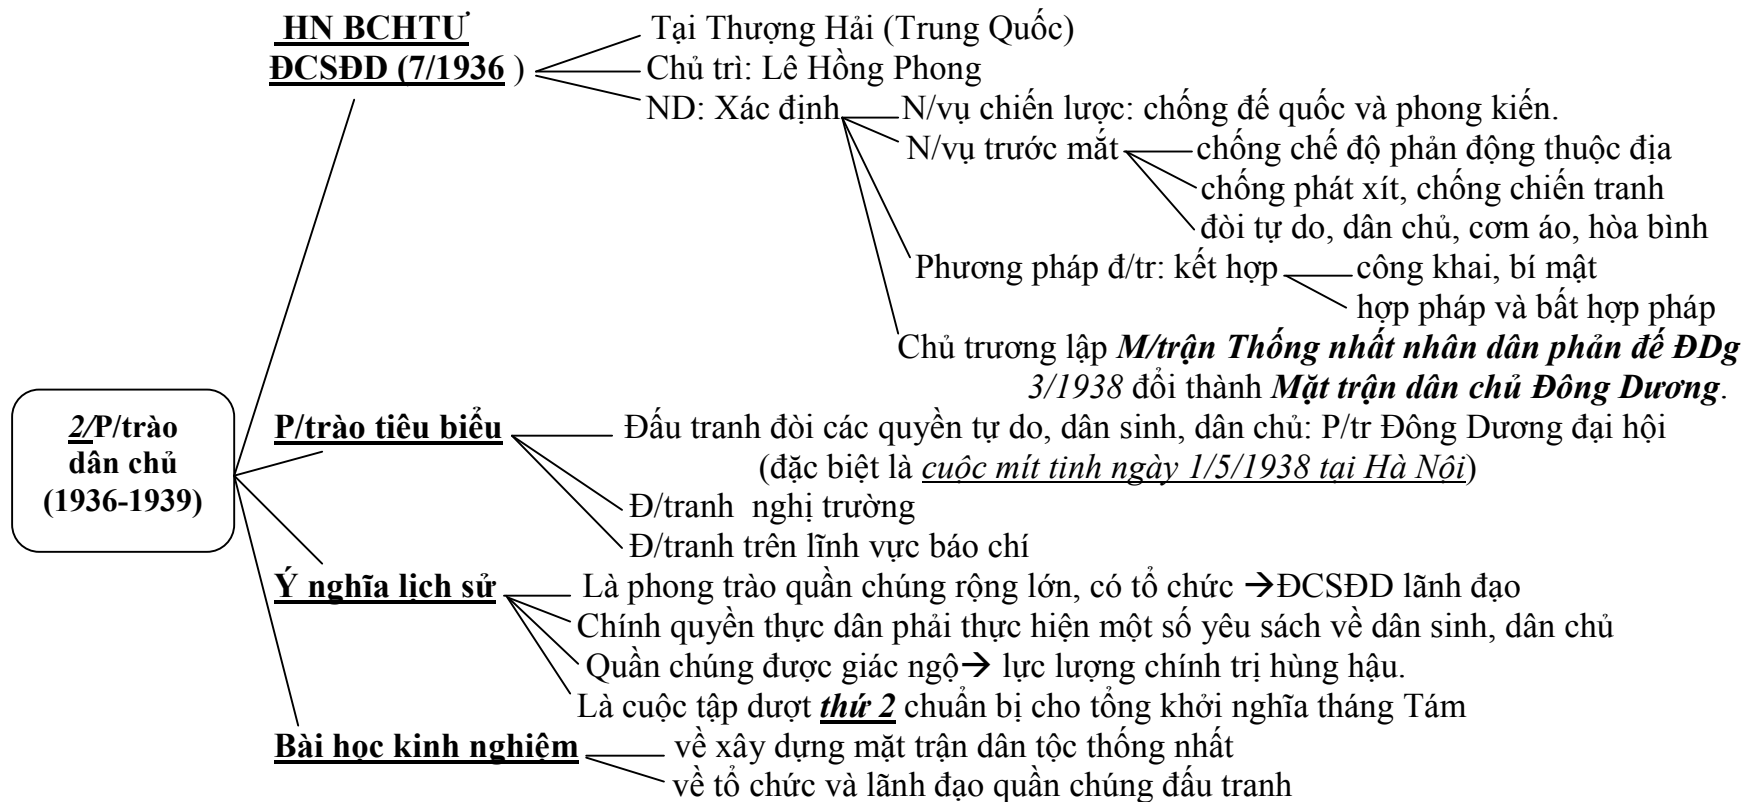 HN BCHTƯ
ĐCSĐD (7/1936 )
Tại Thượng Hải (Trung Quốc)
Chủ trì: Lê Hồng Phong
ND: Xác định
N/vụ chiến lược: chống đế quốc và phong kiến.
N/vụ trước mắt
chống chế độ phản động thuộc địa
chống phát xít, chống chiến tranh
đòi tự do, dân chủ, cơm áo, hòa bình
Phương pháp đ/tr: kết hợp
công khai, bí mật
hợp pháp và bất hợp pháp
Chủ trương lập M/trận Thống nhất nhân dân phản đế ĐDg
3/1938 đổi thành Mặt trận dân chủ Đông Dương.
2/P/trào
dân chủ
(1936-1939)
P/trào tiêu biểu
Đấu tranh đòi các quyền tự do, dân sinh, dân chủ: P/tr Đông Dương đại hội
(đặc biệt là cuộc mít tinh ngày 1/5/1938 tại Hà Nội)
Đ/tranh nghị trường
Đ/tranh trên lĩnh vực báo chí
Ý nghĩa lịch sử
Là phong trào quần chúng rộng lớn, có tổ chức →ĐCSĐD lãnh đạo
Chính quyền thực dân phải thực hiện một số yêu sách về dân sinh, dân chủ
Quần chúng được giác ngộ→ lực lượng chính trị hùng hậu.
Là cuộc tập dượt thứ 2 chuẩn bị cho tổng khởi nghĩa tháng Tám
Bài học kinh nghiệm
về xây dựng mặt trận dân tộc thống nhất
về tổ chức và lãnh đạo quần chúng đấu tranh